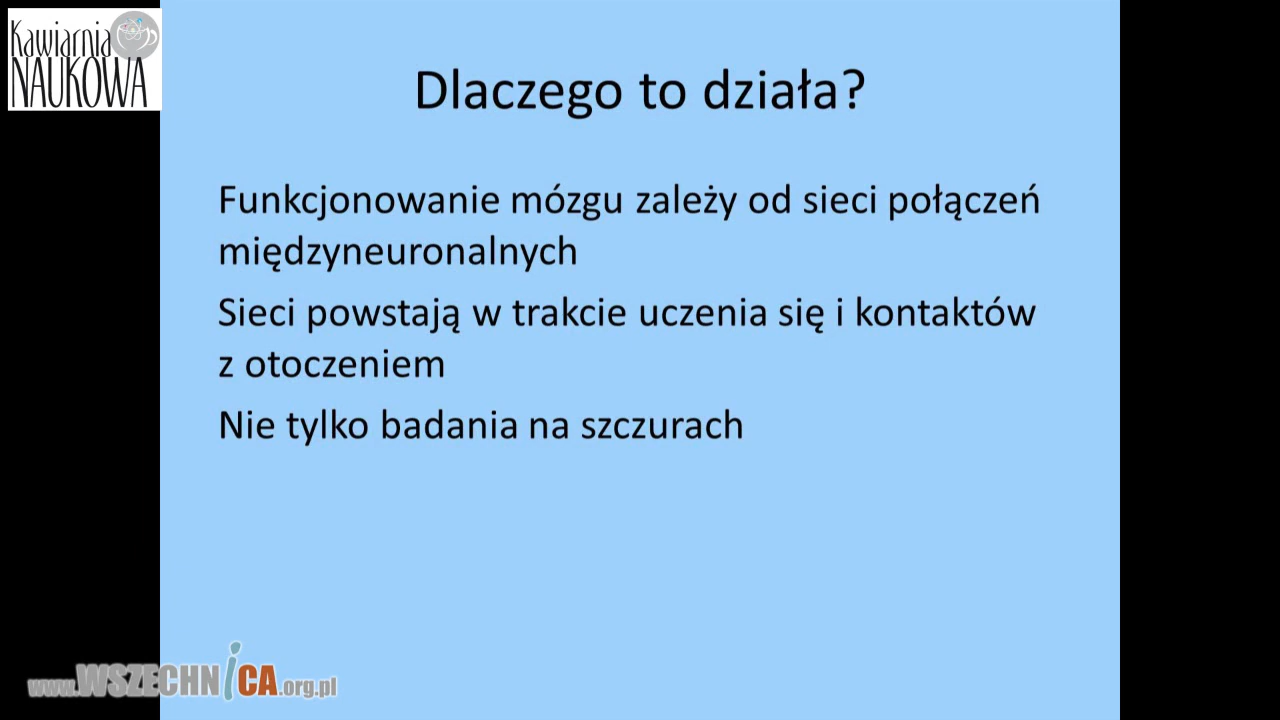 Kawiarnia
NAUKOWA
Dlaczego to działa?
Funkcjonowanie mózgu zależy od sieci połączeń
międzyneuronalnych
Sieci powstają w trakcie uczenia się i kontaktów
z otoczeniem
Nie tylko badania na szczurach
www.WSZECHNiCA.org.pl